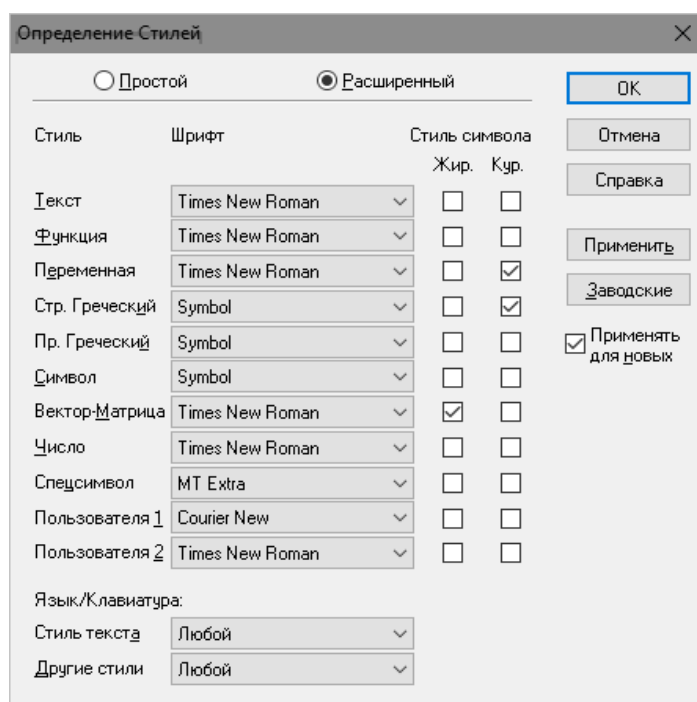 Определение Стилей
Простой Расширенный OK
Стиль Шрифт Стиль символа Отмена
Жир. Кур. Справка
Текст Times New Roman
Функция Times New Roman Применить
Переменная Times New Roman
Стр. Греческий Symbol Заводские
Пр. Греческий Symbol Применять
для новых
Символ Symbol
Вектор-Матрица Times New Roman
Число Times New Roman
Спецсимвол MT Extra
Пользователя 1 Courier New
Пользователя 2 Times New Roman
Язык/Клавиатура:
Стиль текста Любой
Другие стили Любой